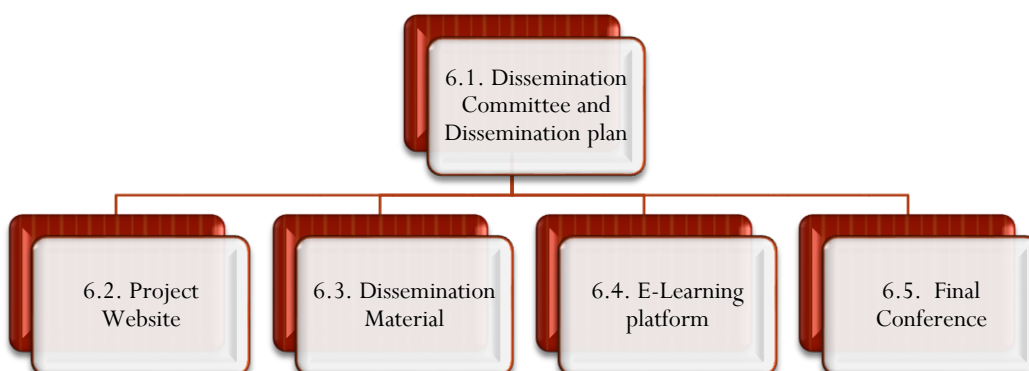 6.1. Dissemination
Committee and
Dissemination plan
6.2. Project
Website
6.3. Dissemination
Material
6.4. E-Learning
platform
6.5. Final
Conference